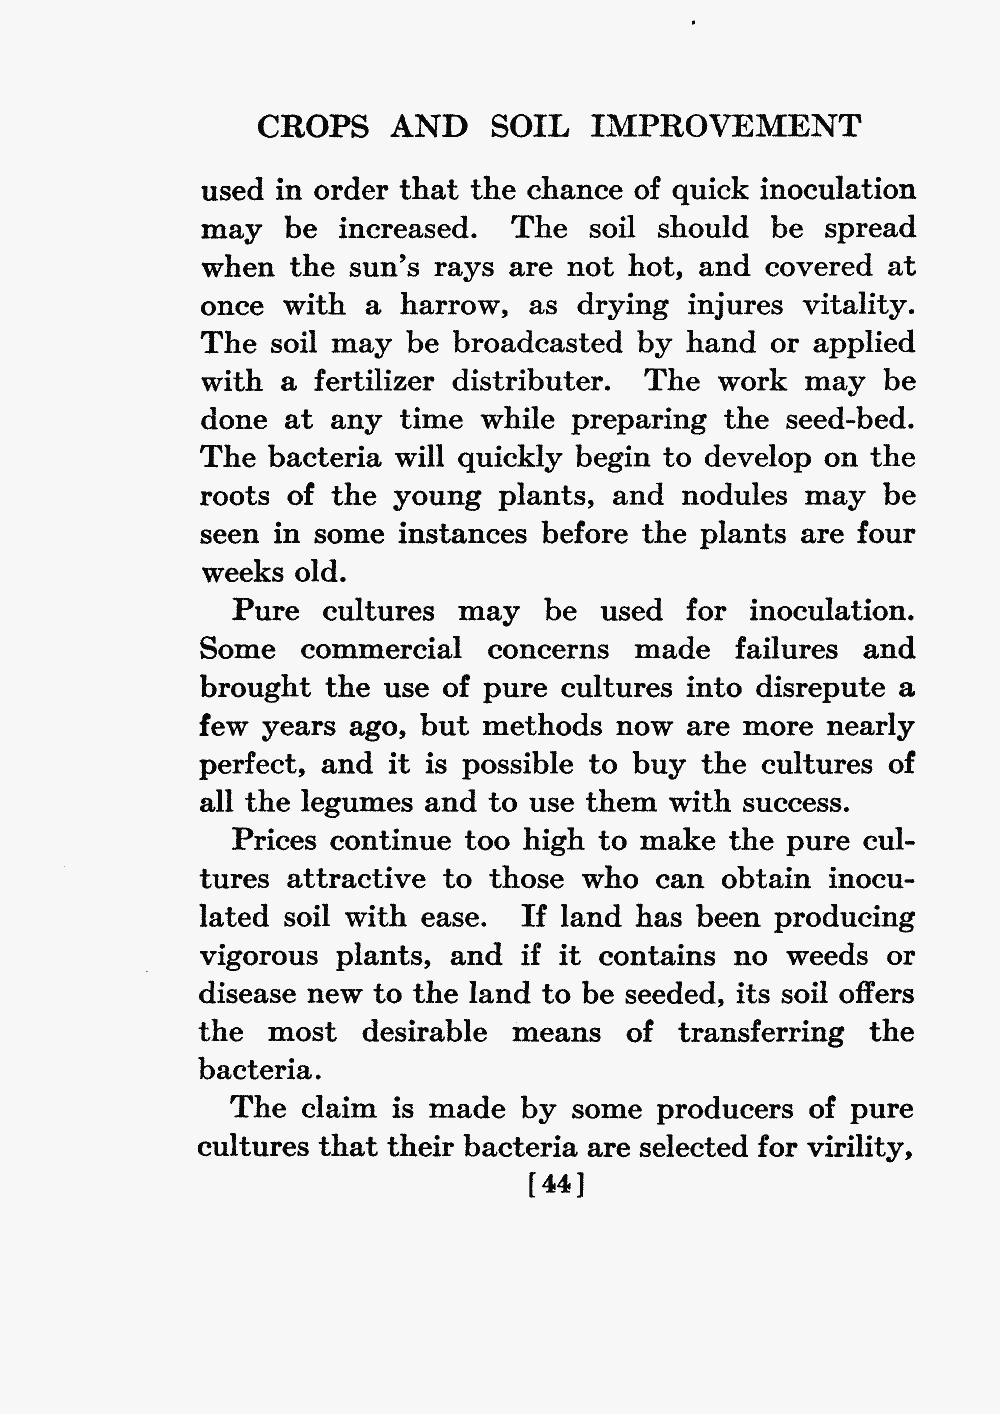 CROPS AND SOIL IMPROVEMENT
used in order that the chance of quick inoculation
may be increased. The soil should be spread
when the sun's rays are not hot, and covered at
once with a harrow, as drying injures vitality.
The soil may be broadcasted by hand or applied
with a fertilizer distributer. The work may be
done at any time while preparing the seed-bed.
The bacteria will quickly begin to develop on the
roots of the young plants, and nodules may be
seen in some instances before the plants are four
weeks old.
Pure cultures may be used for inoculation.
Some commercial concerns made failures and
brought the use of pure cultures into disrepute a
few years ago, but methods now are more nearly
perfect, and it is possible to buy the cultures of
all the legumes and to use them with success.
Prices continue too high to make the pure cul-
tures attractive to those who can obtain inocu-
lated soil with ease. If land has been producing
vigorous plants, and if it contains no weeds or
disease new to the land to be seeded, its soil offers
the most desirable means of transferring the
bacteria.
The claim is made by some producers of pure
cultures that their bacteria are selected for virility,
[44]